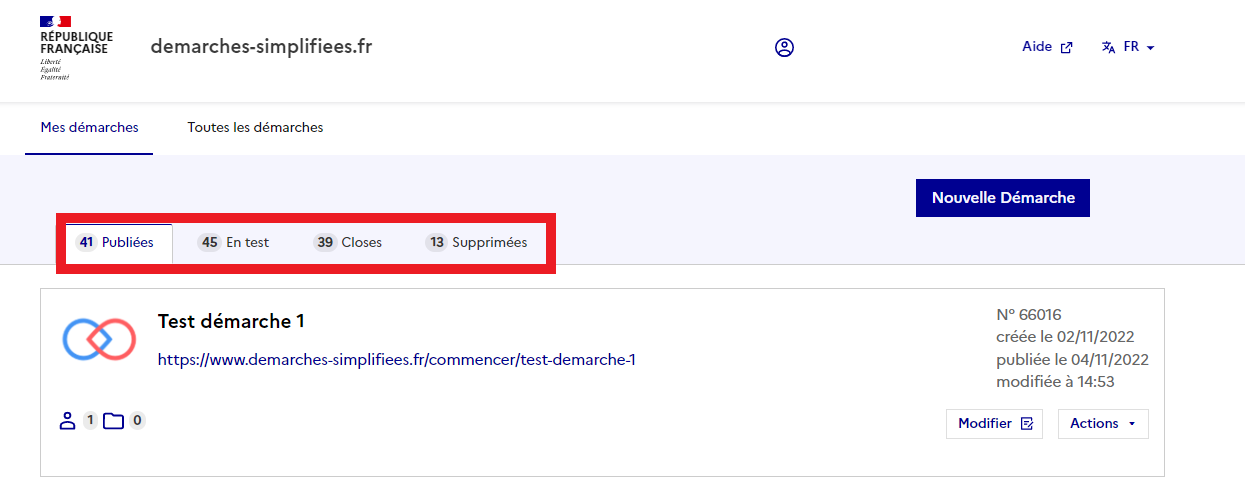 RÉPUBLIQUE
FRANÇAISE
Liberté
Égalité
Fraternité
demarches-simplifiees.fr
Aide
FR
Mes démarches
Toutes les démarches
Nouvelle Démarche
41 Publiées
45 En test
39 Closes
13 Supprimées
Test démarche 1
https://www.demarches-simplifiees.fr/commencer/test-demarche-1
N° 66016
créée le 02/11/2022
publiée le 04/11/2022
modifiée à 14:53
1
0
Modifier
Actions